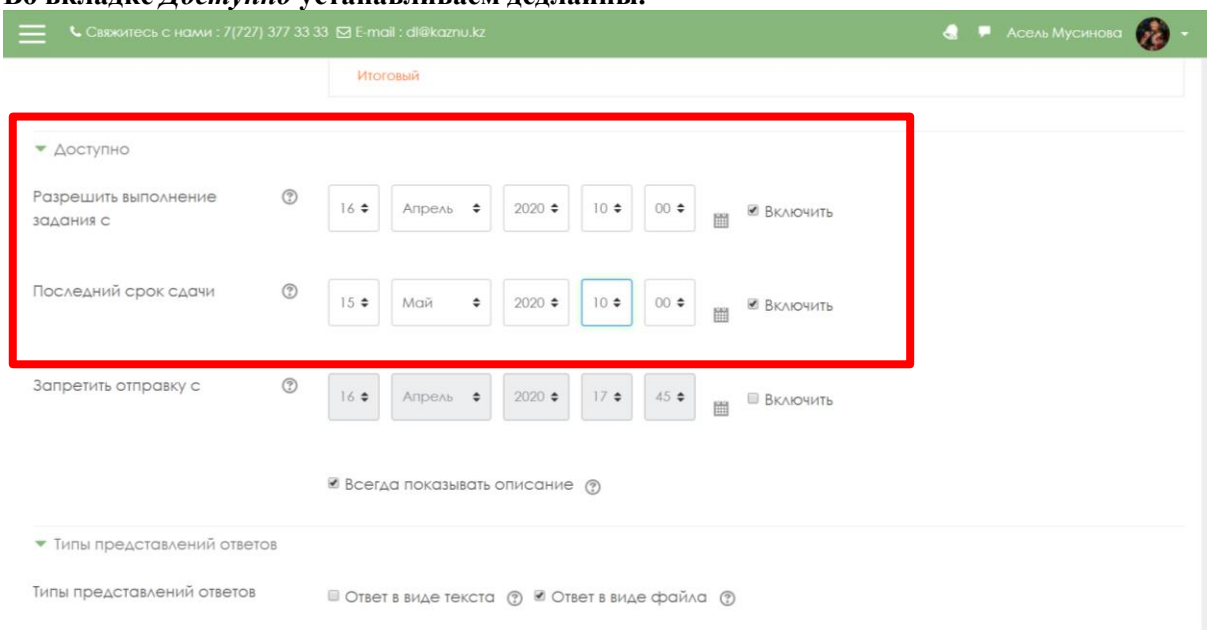 Во вкладке Доступно устанавливаем дедлайны:
Свяжитесь с нами : 7(727) 377 33 33 E-mail : dl@kaznu.kz Асель Мусинова
Итоговый
Доступно
Разрешить выполнение
задания с
16 Апрель 2020 10 00 Включить
Последний срок сдачи 15 Май 2020 10 00 Включить
Запретить отправку с 16 Апрель 2020 17 45 Включить
Всегда показывать описание
Типы представлений ответов
Типы представлений ответов Ответ в виде текста Ответ в виде файла